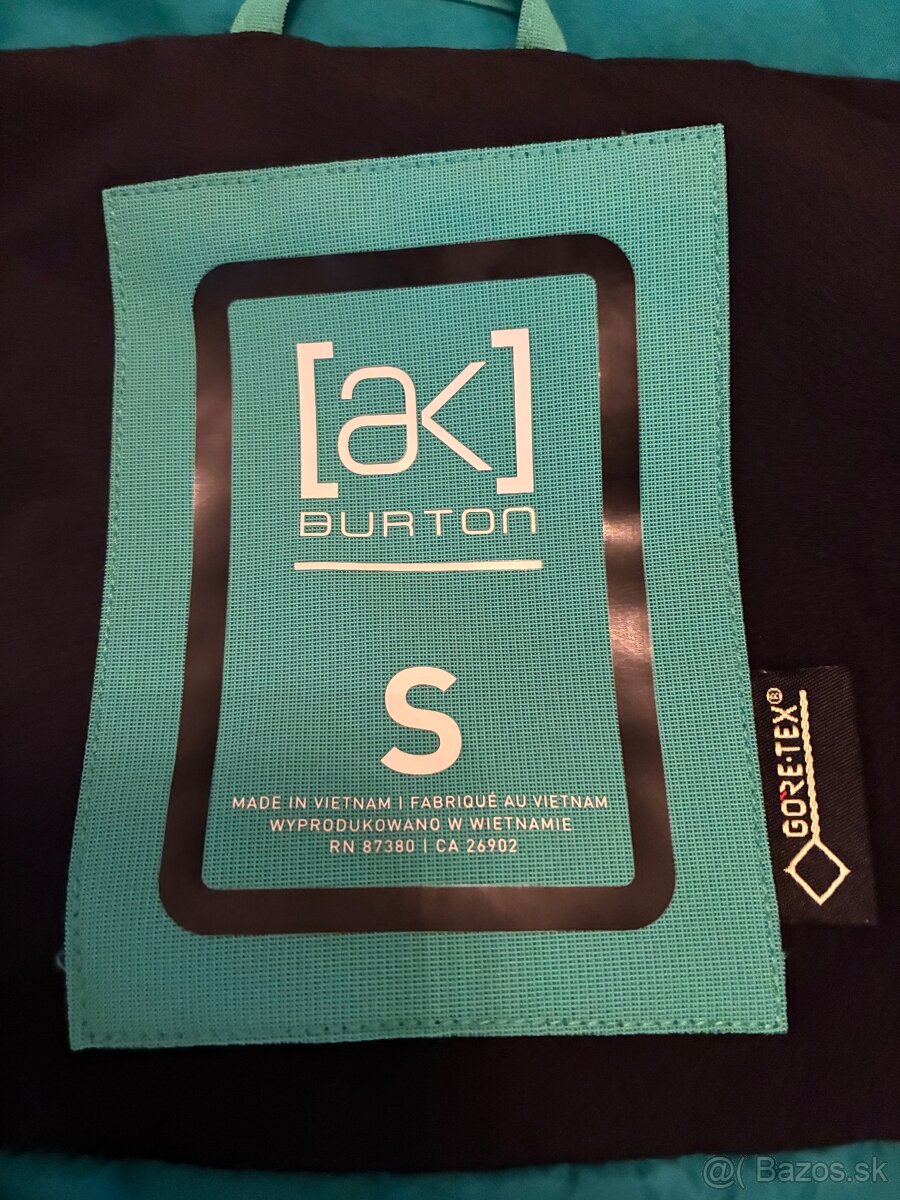 [ak]
BURTON
S
MADE IN VIETNAM | FABRIQUÉ AU VIETNAM
WYPRODUKOWANO W WIETNAMIE
RN 87380 | CA 26902
GORE-TEX®
@( Bazos.sk